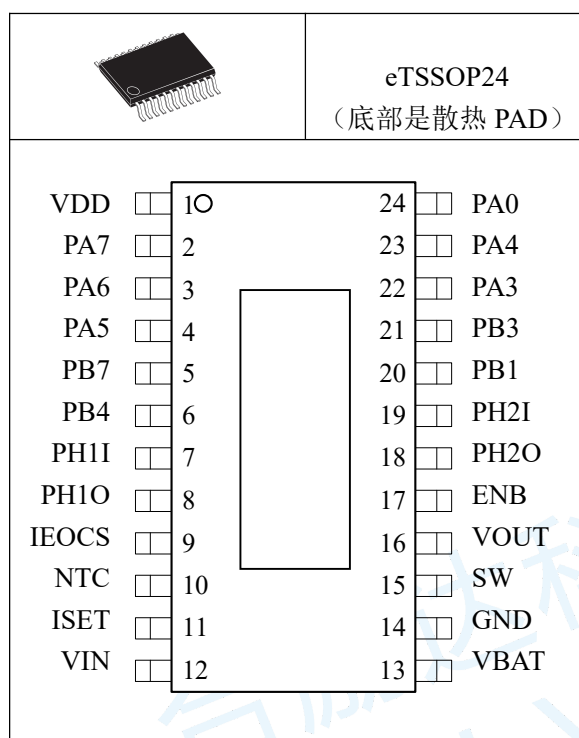 eTSSOP24
（底部是散热 PAD）
VDD 1 24 PA0
PA7 2 23 PA4
PA6 3 22 PA3
PA5 4 21 PB3
PB7 5 20 PB1
PB4 6 19 PH2I
PH1I 7 18 PH2O
PH1O 8 17 ENB
IEOCS 9 16 VOUT
NTC 10 15 SW
ISET 11 14 GND
VIN 12 13 VBAT